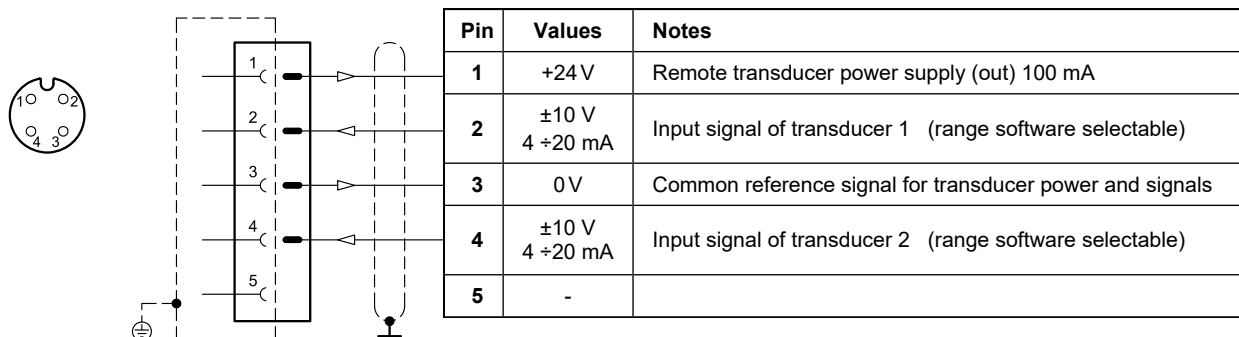 1 2
4 3
1
2
3
4
5
Pin Values Notes
1 +24 V Remote transducer power supply (out) 100 mA
2 ±10 V 4 ÷20 mA Input signal of transducer 1 (range software selectable)
3 0 V Common reference signal for transducer power and signals
4 ±10 V 4 ÷20 mA Input signal of transducer 2 (range software selectable)
5 -